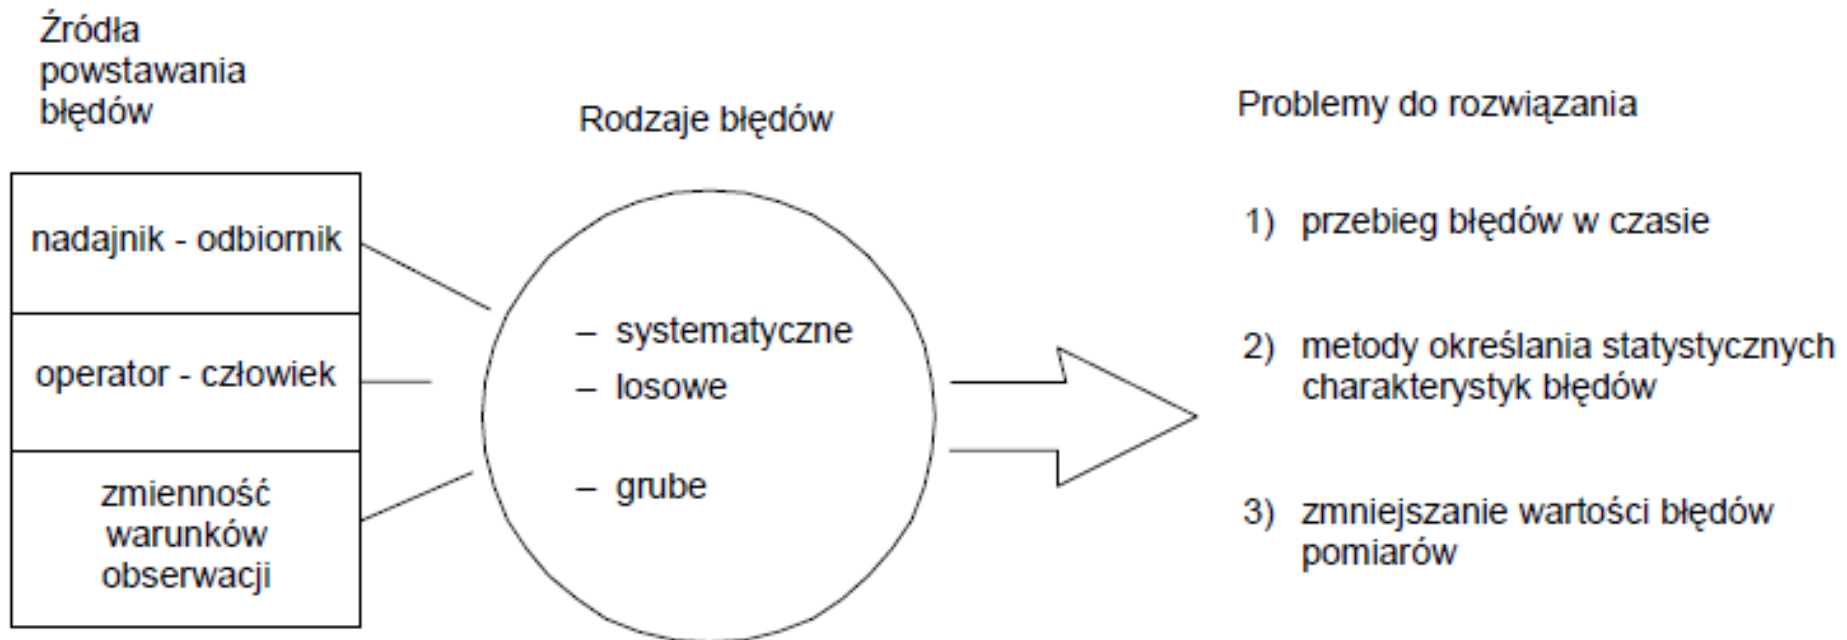 Źródła
powstawania
błędów
nadajnik - odbiornik
operator - człowiek
zmienność
warunków
obserwacji
Rodzaje błędów
– systematyczne
– losowe
– grube
Problemy do rozwiązania
1) przebieg błędów w czasie
2) metody określania statystycznych
charakterystyk błędów
3) zmniejszanie wartości błędów
pomiarów